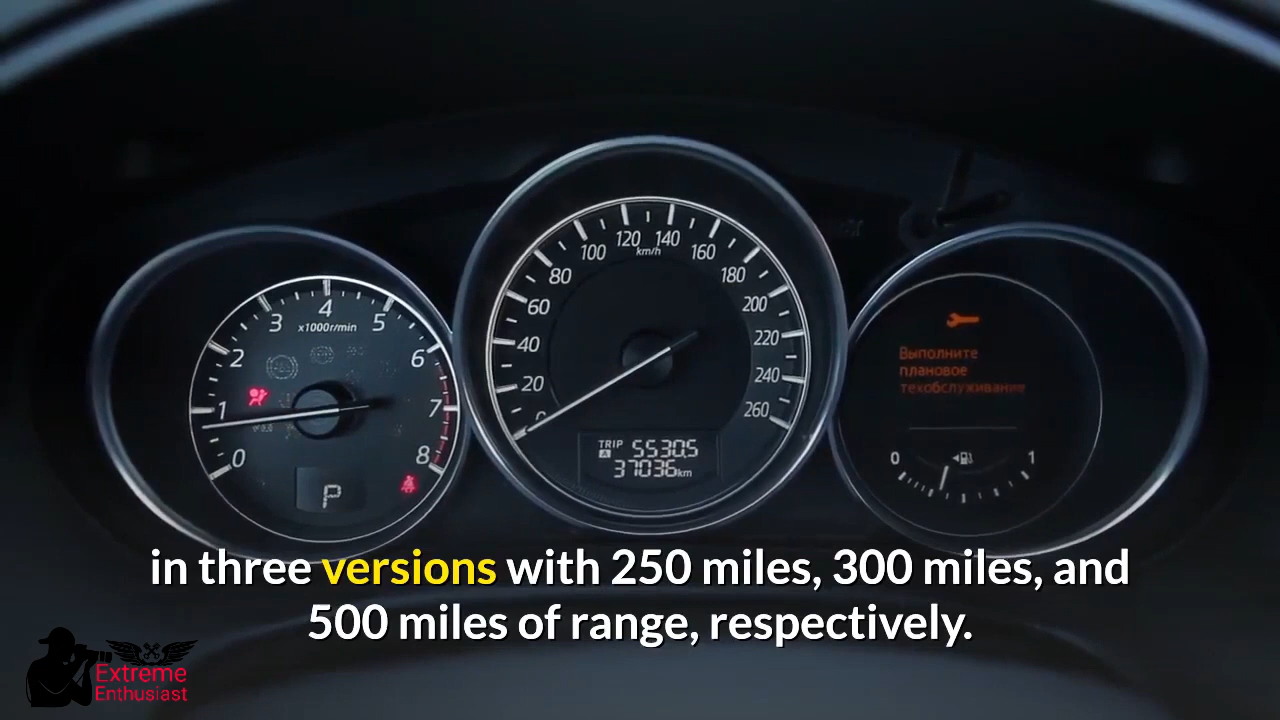 0
1
2
3
4
5
6
7
8
x1000r/min
P
0
20
40
60
80
100
120
140
160
180
200
220
240
260
km/h
TRIP
A
5530.5
37036km
Выполните
плановое
техобслуживание
0
1
in three versions with 250 miles, 300 miles, and
500 miles of range, respectively.
Extreme
Enthusiast